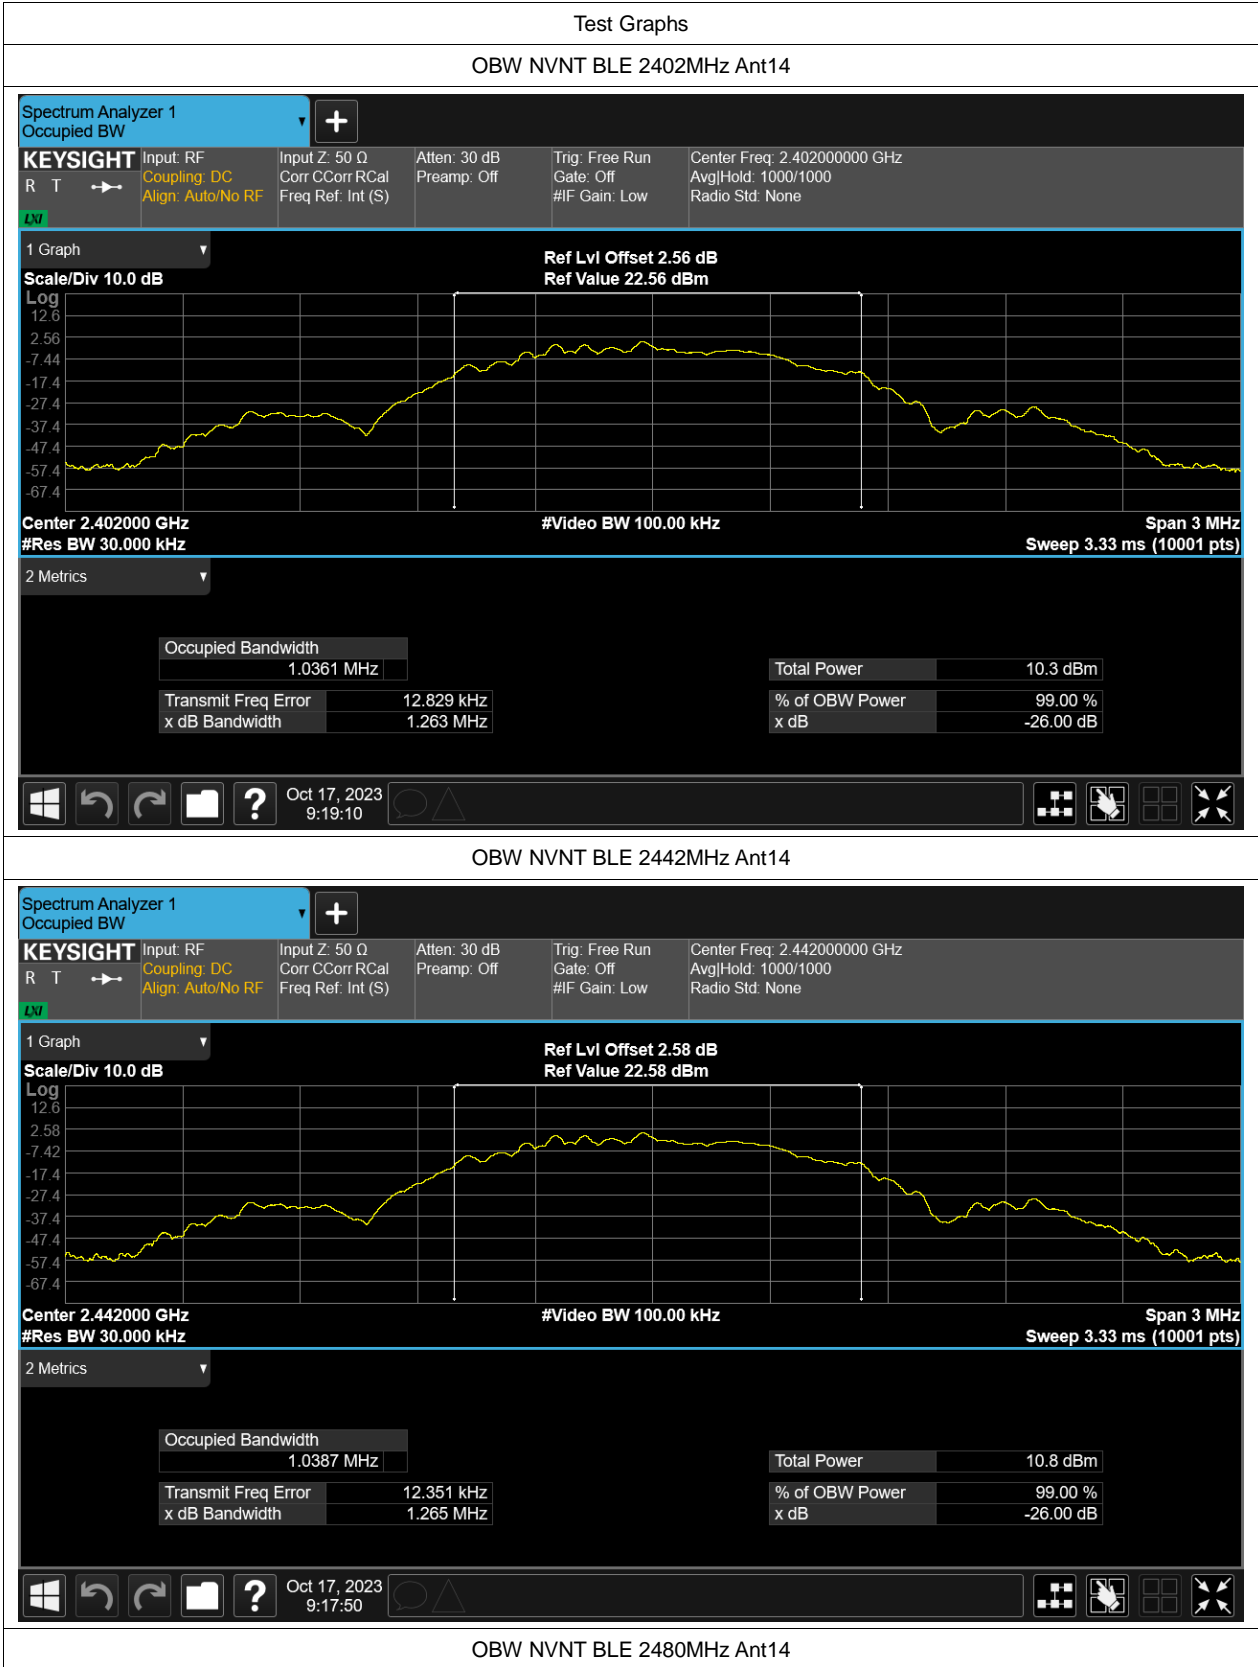 Test Graphs
OBW NVNT BLE 2402MHz Ant14
Spectrum Analyzer 1
Occupied BW
KEYSIGHT Input: RF Input Z: 50 Ω Atten: 30 dB Trig: Free Run Center Freq: 2.402000000 GHz
R T Coupling: DC Corr CCorr RCal Preamp: Off Gate: Off Avg|Hold: 1000/1000
Align: Auto/No RF Freq Ref: Int (S) #IF Gain: Low Radio Std: None
LXI
1 Graph
Ref Lvl Offset 2.56 dB
Scale/Div 10.0 dB Ref Value 22.56 dBm
Log
12.6
2.56
-7.44
-17.4
-27.4
-37.4
-47.4
-57.4
-67.4
Center 2.402000 GHz #Video BW 100.00 kHz Span 3 MHz
#Res BW 30.000 kHz Sweep 3.33 ms (10001 pts)
2 Metrics
Occupied Bandwidth
1.0361 MHz Total Power 10.3 dBm
Transmit Freq Error 12.829 kHz % of OBW Power 99.00 %
x dB Bandwidth 1.263 MHz x dB -26.00 dB
Oct 17, 2023
9:19:10
OBW NVNT BLE 2442MHz Ant14
Spectrum Analyzer 1
Occupied BW
KEYSIGHT Input: RF Input Z: 50 Ω Atten: 30 dB Trig: Free Run Center Freq: 2.442000000 GHz
R T Coupling: DC Corr CCorr RCal Preamp: Off Gate: Off Avg|Hold: 1000/1000
Align: Auto/No RF Freq Ref: Int (S) #IF Gain: Low Radio Std: None
LXI
1 Graph
Ref Lvl Offset 2.58 dB
Scale/Div 10.0 dB Ref Value 22.58 dBm
Log
12.6
2.58
-7.42
-17.4
-27.4
-37.4
-47.4
-57.4
-67.4
Center 2.442000 GHz #Video BW 100.00 kHz Span 3 MHz
#Res BW 30.000 kHz Sweep 3.33 ms (10001 pts)
2 Metrics
Occupied Bandwidth
1.0387 MHz Total Power 10.8 dBm
Transmit Freq Error 12.351 kHz % of OBW Power 99.00 %
x dB Bandwidth 1.265 MHz x dB -26.00 dB
Oct 17, 2023
9:17:50
OBW NVNT BLE 2480MHz Ant14